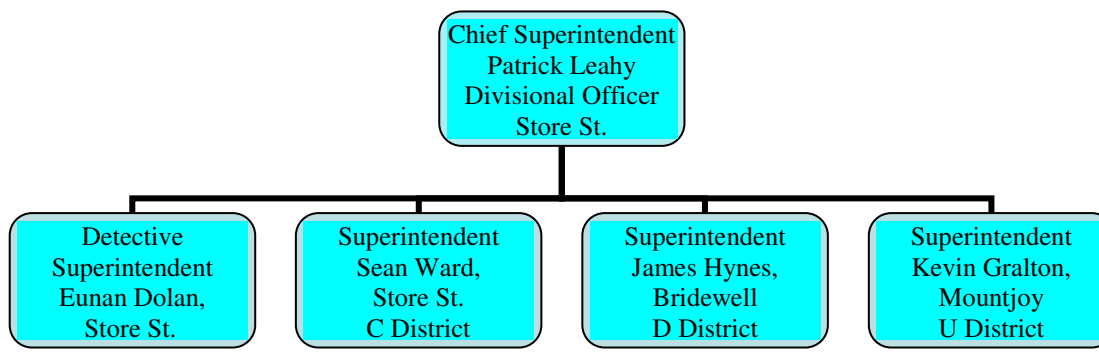 Chief Superintendent
Patrick Leahy
Divisional Officer
Store St.
Detective
Superintendent
Eunan Dolan,
Store St.
Superintendent
Sean Ward,
Store St.
C District
Superintendent
James Hynes,
Bridewell
D District
Superintendent
Kevin Gralton,
Mountjoy
U District